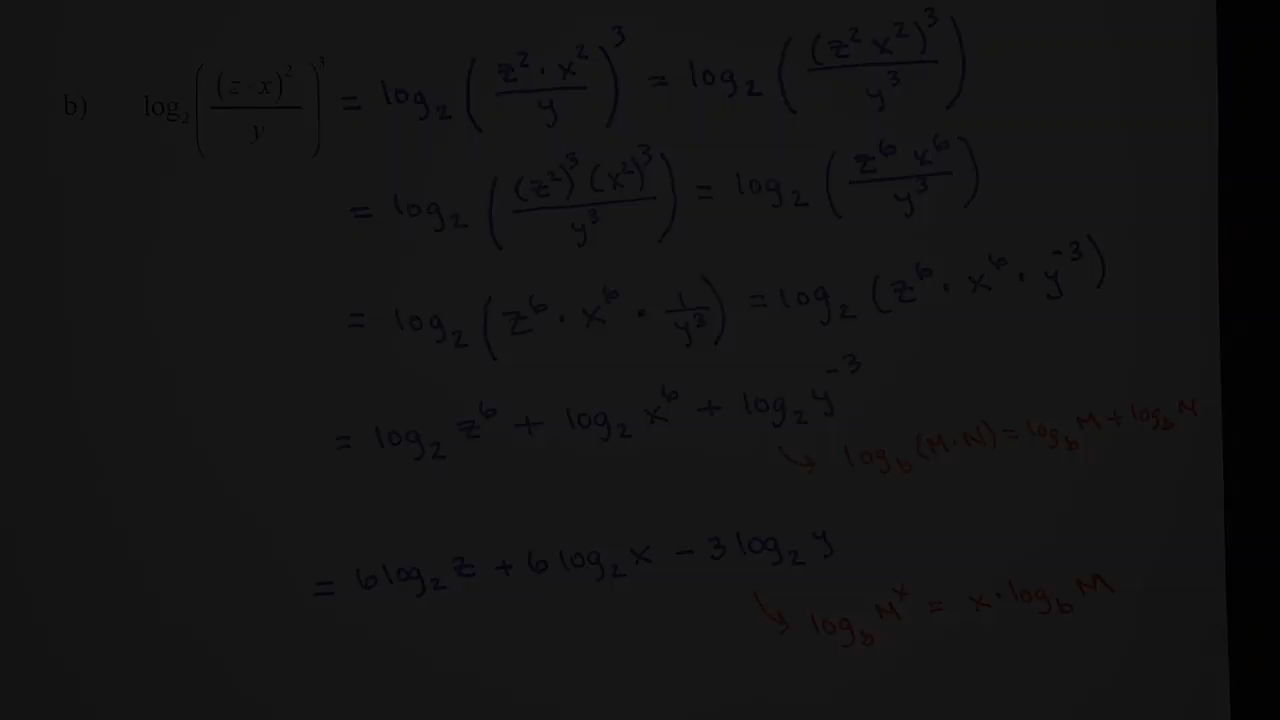 b) log₂((z · x)²/y)³ = log₂(z² · x²/y)³ = log₂((z² x²)³/y³)
= log₂((z²)³ (x²)³/y³) = log₂(z⁶ x⁶/y³)
= log₂(z⁶ · x⁶ · 1/y³) = log₂(z⁶ · x⁶ · y⁻³)
= log₂ z⁶ + log₂ x⁶ + log₂ y⁻³
↳ log_b(M·N) = log_b M + log_b N
= 6 log₂ z + 6 log₂ x − 3 log₂ y
↳ log_b Mˣ = x · log_b M